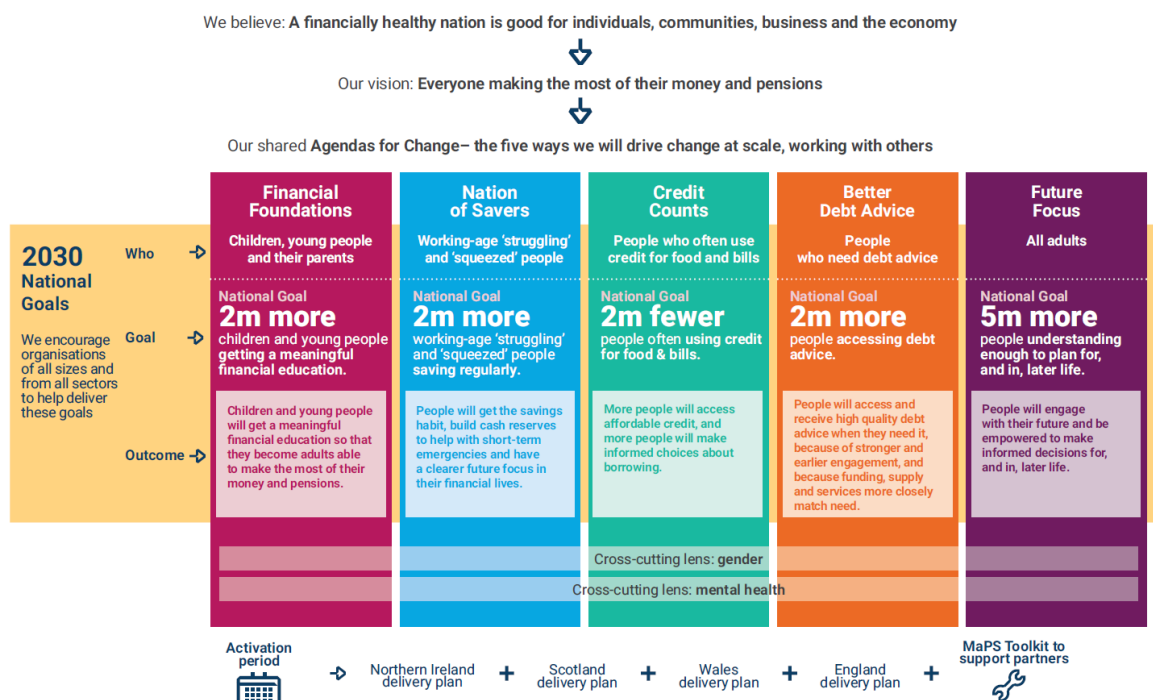 We believe: A financially healthy nation is good for individuals, communities, business and the economy
Our vision: Everyone making the most of their money and pensions
Our shared Agendas for Change– the five ways we will drive change at scale, working with others
2030
National
Goals
We encourage
organisations
of all sizes and
from all sectors
to help deliver
these goals
Who
Goal
Outcome
Financial
Foundations
Children, young people
and their parents
National Goal
2m more
children and young people
getting a meaningful
financial education.
Children and young people
will get a meaningful
financial education so that
they become adults able
to make the most of their
money and pensions.
Nation
of Savers
Working-age ‘struggling’
and ‘squeezed’ people
National Goal
2m more
working-age ‘struggling’
and ‘squeezed’ people
saving regularly.
People will get the savings
habit, build cash reserves
to help with short-term
emergencies and have
a clearer future focus in
their financial lives.
Credit
Counts
People who often use
credit for food and bills
National Goal
2m fewer
people often using credit
for food & bills.
More people will access
affordable credit, and
more people will make
informed choices about
borrowing.
Better
Debt Advice
People
who need debt advice
National Goal
2m more
people accessing debt
advice.
People will access and
receive high quality debt
advice when they need it,
because of stronger and
earlier engagement, and
because funding, supply
and services more closely
match need.
Future
Focus
All adults
National Goal
5m more
people understanding
enough to plan for,
and in, later life.
People will engage
with their future and be
empowered to make
informed decisions for,
and in, later life.
Cross-cutting lens: gender
Cross-cutting lens: mental health
Activation
period
Northern Ireland
delivery plan
+
Scotland
delivery plan
+
Wales
delivery plan
+
England
delivery plan
+
MaPS Toolkit to
support partners